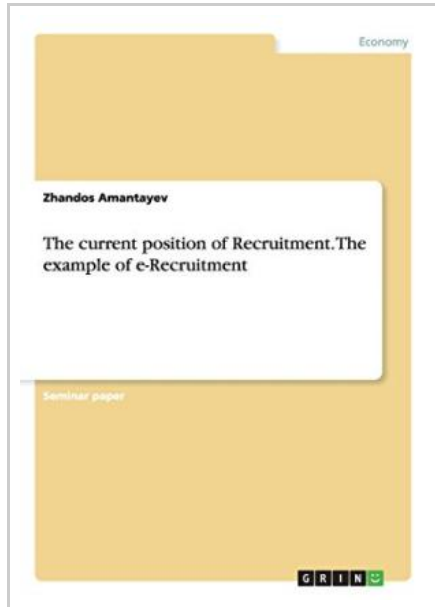 Economy
Zhandos Amantayev
The current position of Recruitment. The
example of e-Recruitment
Seminar paper
GRIN